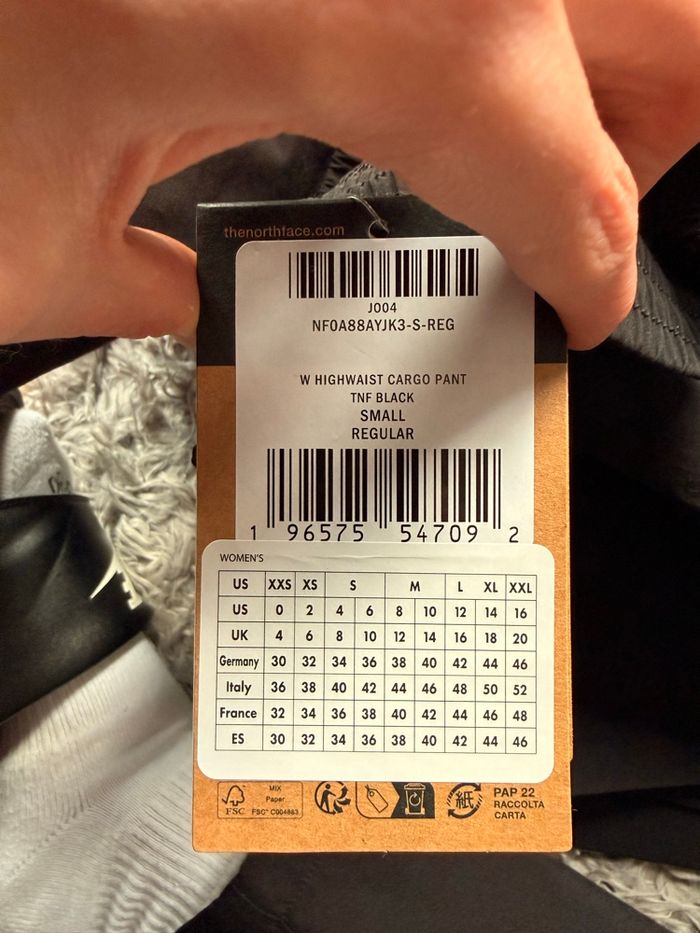 thenorthface.com
J004
NF0A88AYJK3-S-REG
W HIGHWAIST CARGO PANT
TNF BLACK
SMALL
REGULAR
1 96575 54709 2
WOMEN'S
US XXS XS S M L XL XXL
US 0 2 4 6 8 10 12 14 16
UK 4 6 8 10 12 14 16 18 20
Germany 30 32 34 36 38 40 42 44 46
Italy 36 38 40 42 44 46 48 50 52
France 32 34 36 38 40 42 44 46 48
ES 30 32 34 36 38 40 42 44 46
FSC
MIX
Paper
FSC® C004883
紙
PAP 22
RACCOLTA
CARTA